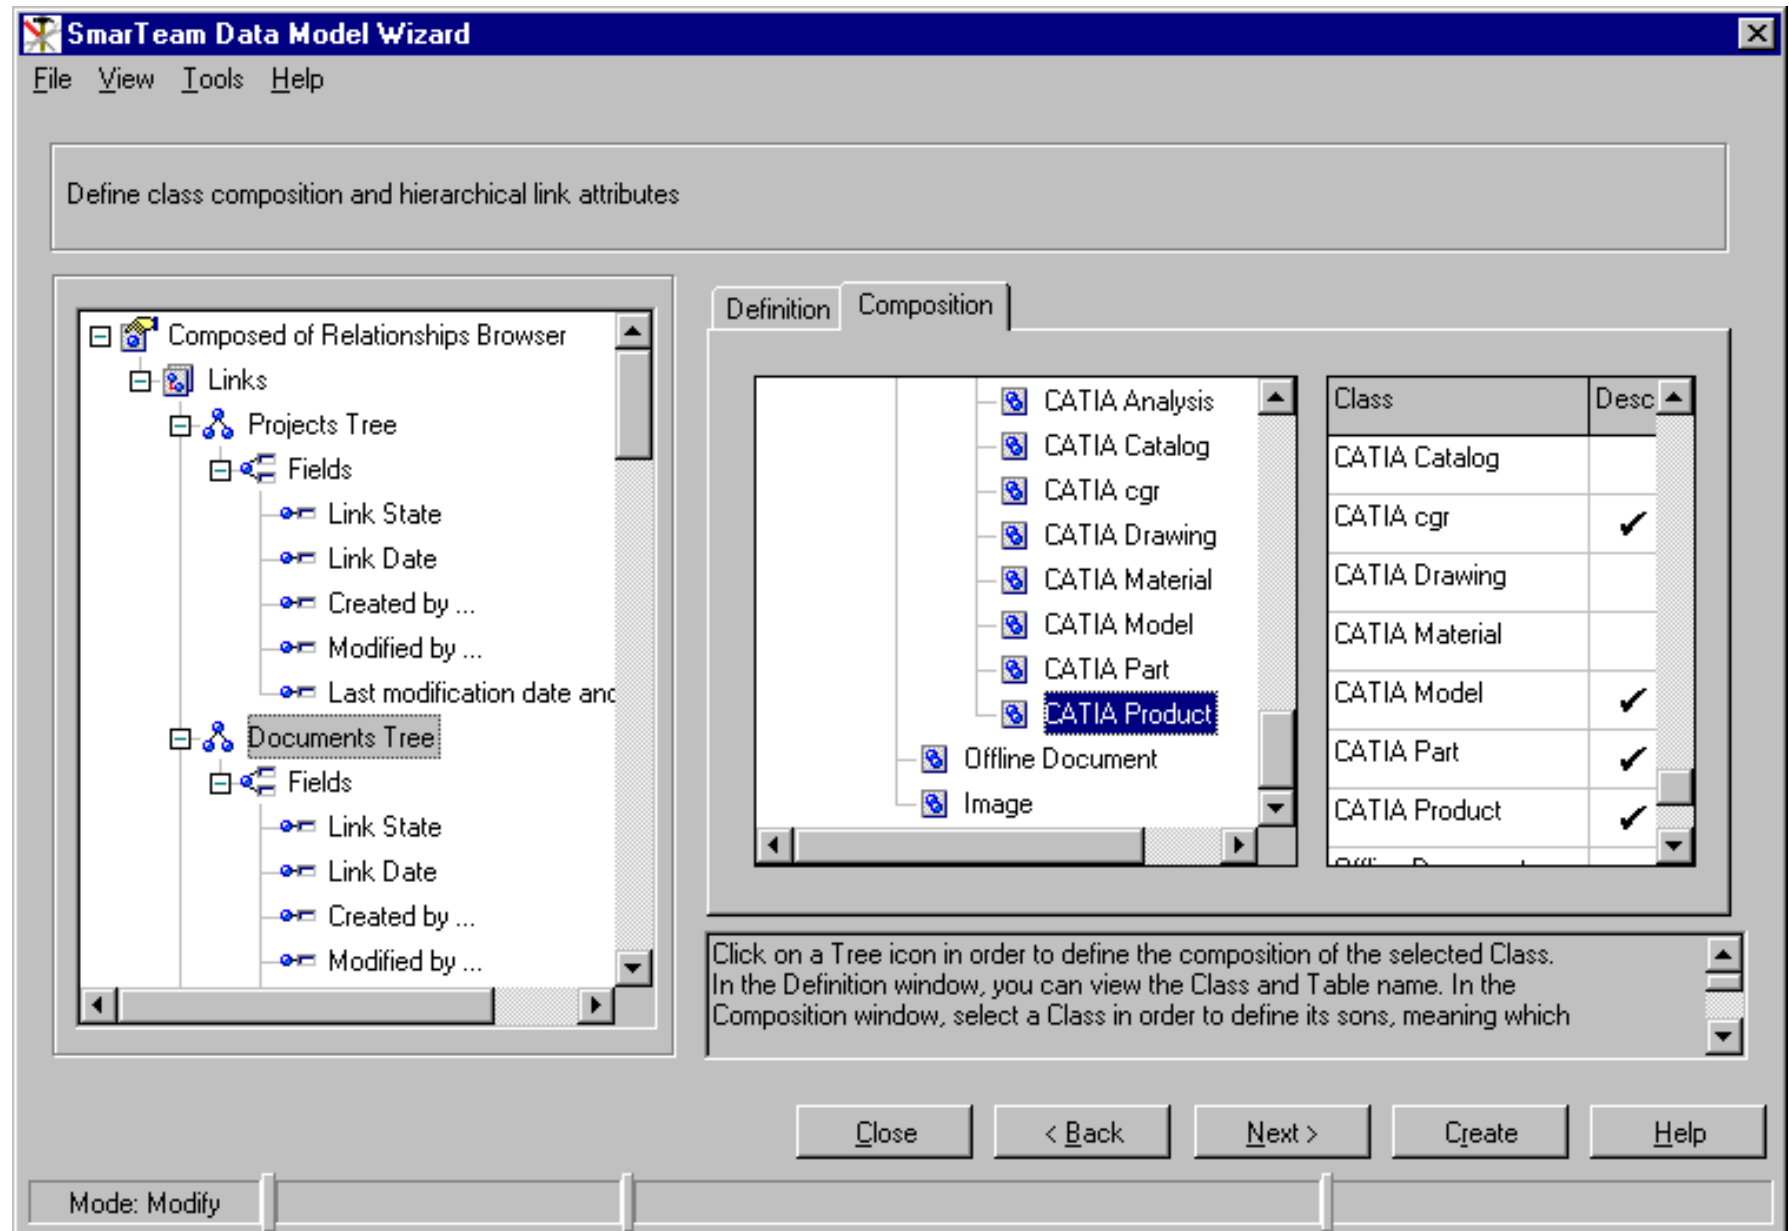 SmarTeam Data Model Wizard
File View Tools Help
Define class composition and hierarchical link attributes
Composed of Relationships Browser
Links
Projects Tree
Fields
Link State
Link Date
Created by ...
Modified by ...
Last modification date and
Documents Tree
Fields
Link State
Link Date
Created by ...
Modified by ...
Definition Composition
CATIA Analysis
CATIA Catalog
CATIA cgr
CATIA Drawing
CATIA Material
CATIA Model
CATIA Part
CATIA Product
Offline Document
Image
Class Desc
CATIA Catalog
CATIA cgr
CATIA Drawing
CATIA Material
CATIA Model
CATIA Part
CATIA Product
Click on a Tree icon in order to define the composition of the selected Class.
In the Definition window, you can view the Class and Table name. In the
Composition window, select a Class in order to define its sons, meaning which
Close < Back Next > Create Help
Mode: Modify